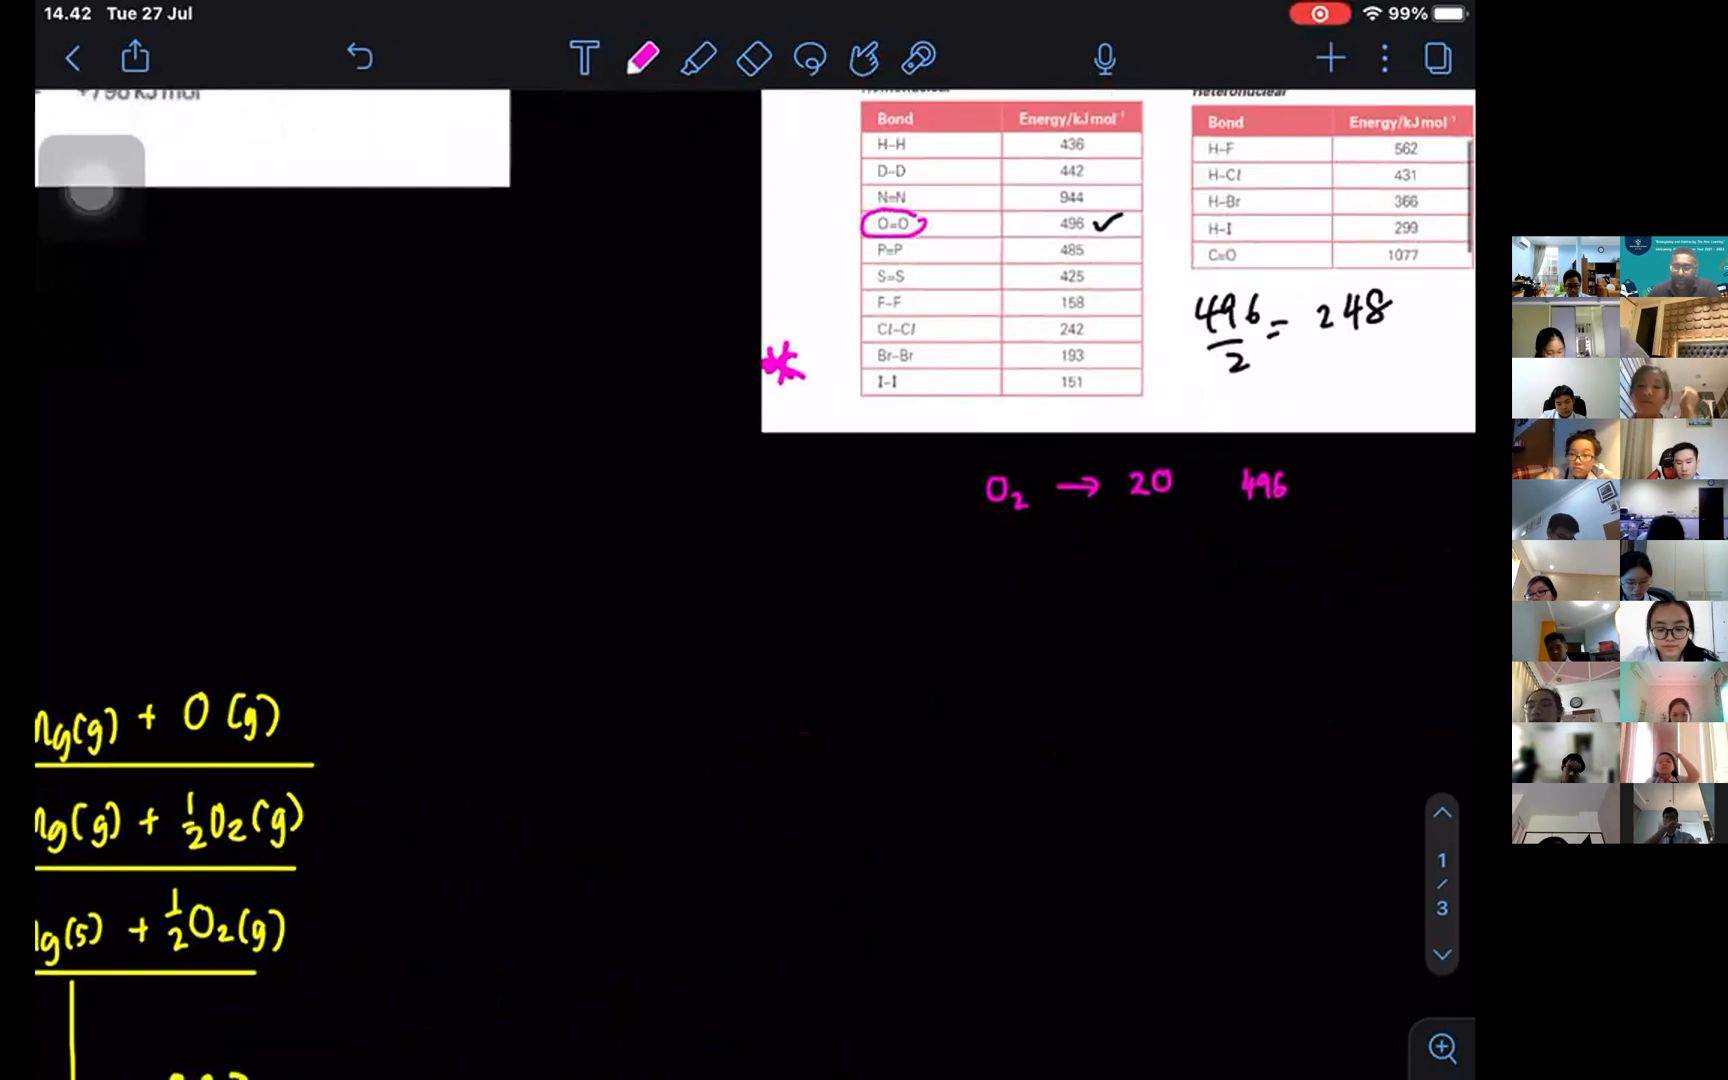 14.42 Tue 27 Jul
99%
Heteronuclear
Bond Energy/kJ mol⁻¹
H–H 436
D–D 442
N≡N 944
O=O 496 ✓
P≡P 485
S=S 425
F–F 158
Cl–Cl 242
Br–Br 193
I–I 151
Bond Energy/kJ mol⁻¹
H–F 562
H–Cl 431
H–Br 366
H–I 299
C≡O 1077
496/2 = 248
O₂ → 2O 496
Mg(g) + O (g)
Mg(g) + ½O₂(g)
Mg(s) + ½O₂(g)
1
/
3